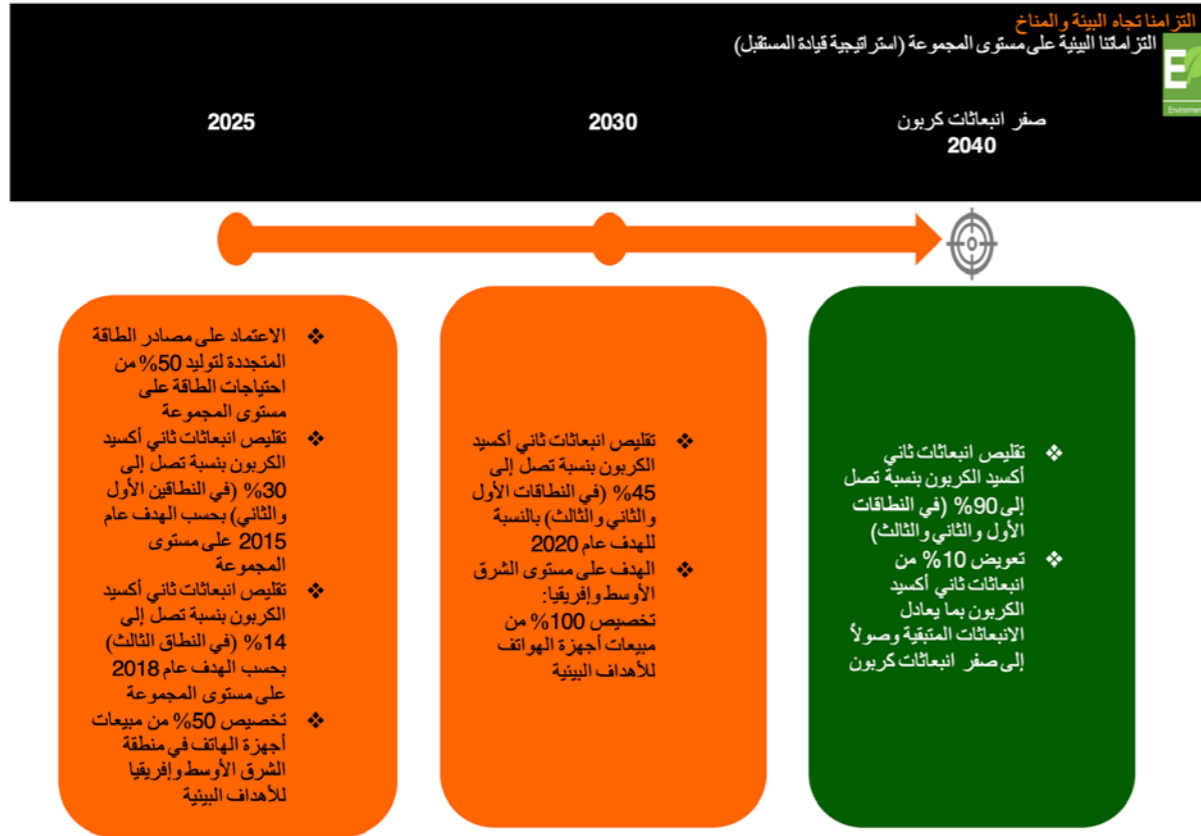 التزامنا تجاه البيئة والمناخ
التزاماتنا البيئية على مستوى المجموعة (استراتيجية قيادة المستقبل)
E
Environmen
صفر انبعاثات كربون
2040
2030
2025
❖ الاعتماد على مصادر الطاقة
المتجددة لتوليد 50% من
احتياجات الطاقة على
مستوى المجموعة
❖ تقليص انبعاثات ثاني أكسيد
الكربون بنسبة تصل إلى
30% (في النطاقين الأول
والثاني) بحسب الهدف عام
2015 على مستوى
المجموعة
❖ تقليص انبعاثات ثاني أكسيد
الكربون بنسبة تصل إلى
14% (في النطاق الثالث)
بحسب الهدف عام 2018
على مستوى المجموعة
❖ تخصيص 50% من مبيعات
أجهزة الهاتف في منطقة
الشرق الأوسط وإفريقيا
للأهداف البيئية
❖ تقليص انبعاثات ثاني أكسيد
الكربون بنسبة تصل إلى
45% (في النطاقات الأول
والثاني والثالث) بالنسبة
للهدف عام 2020
❖ الهدف على مستوى الشرق
الأوسط وإفريقيا:
تخصيص 100% من
مبيعات أجهزة الهواتف
للأهداف البيئية
❖ تقليص انبعاثات ثاني
أكسيد الكربون بنسبة تصل
إلى 90% (في النطاقات
الأول والثاني والثالث)
❖ تعويض 10% من
انبعاثات ثاني أكسيد
الكربون بما يعادل
الانبعاثات المتبقية وصولاً
إلى صفر انبعاثات كربون